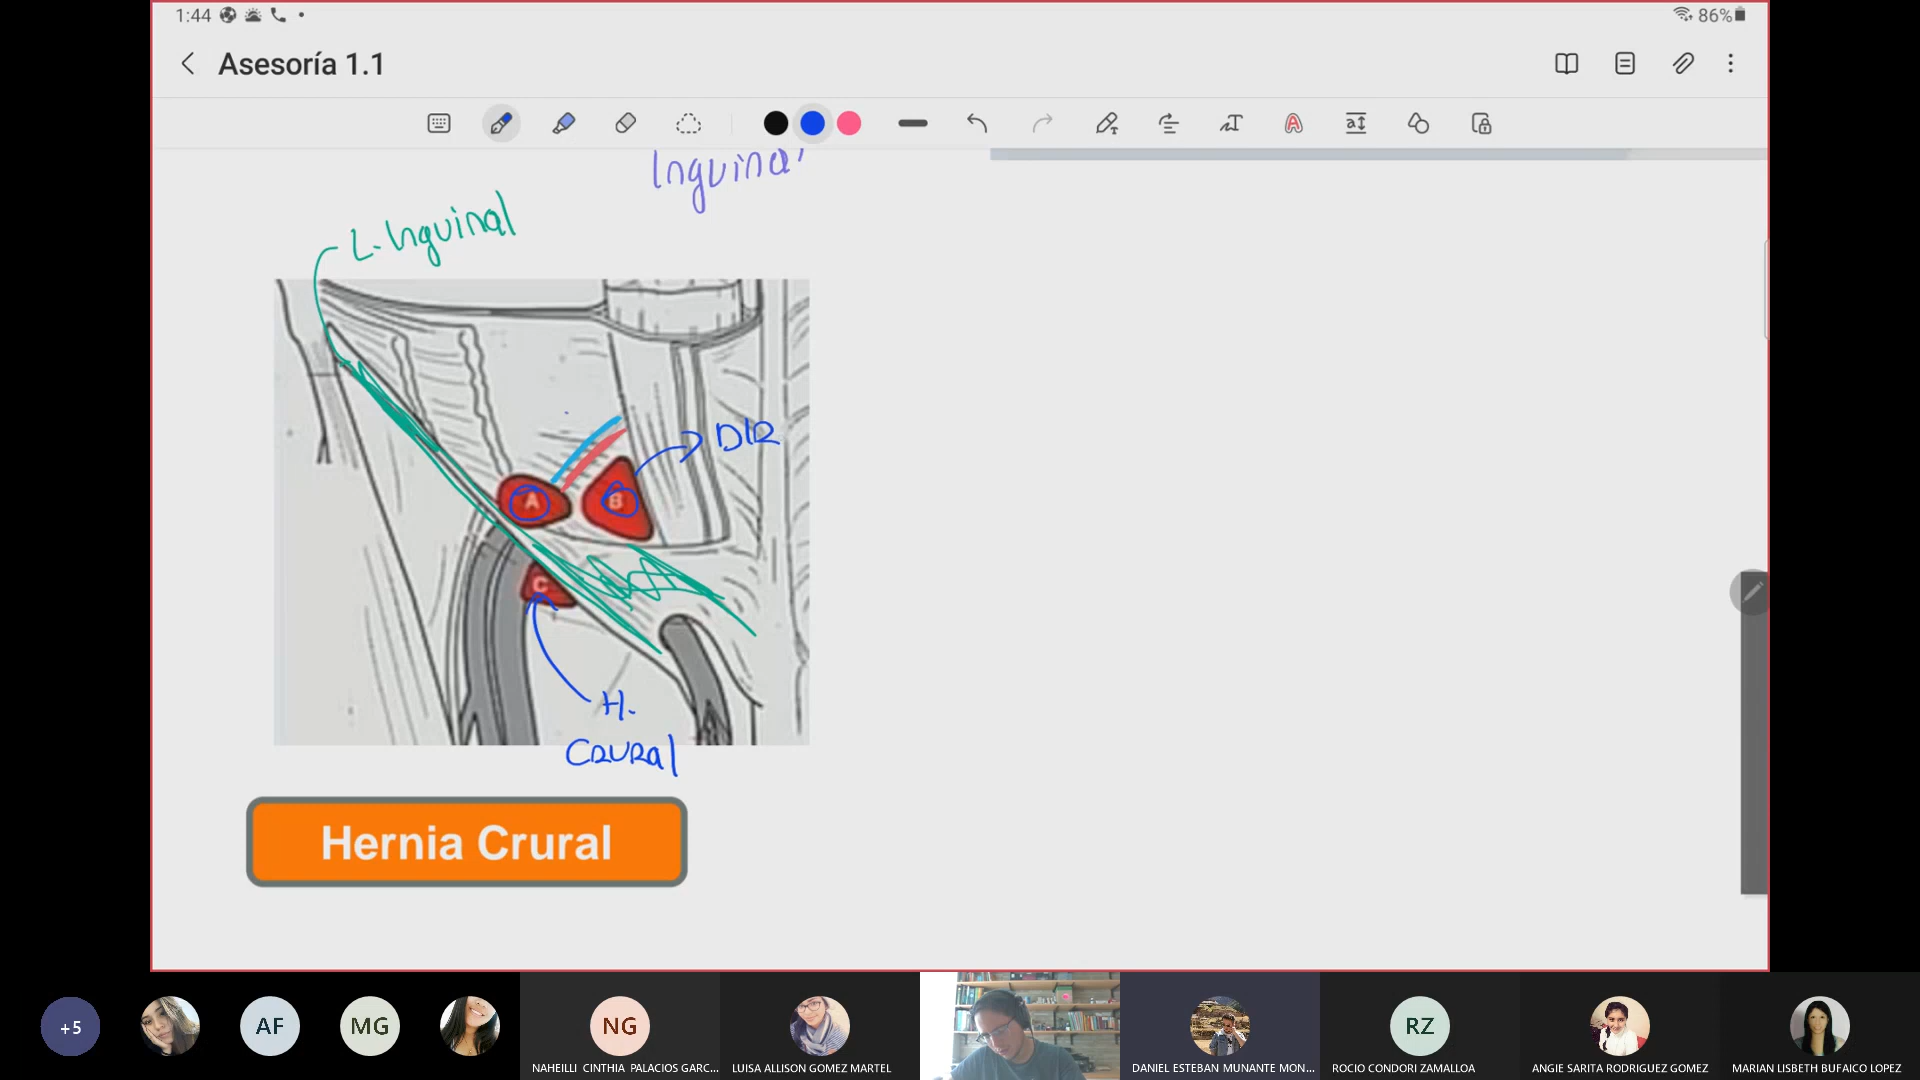 1:44
86%
Asesoría 1.1
Inguinal
L. Inguinal
DIR
A
B
C
H.
CRURal
Hernia Crural
+5
AF
MG
NG
RZ
NAHEILLI CINTHIA PALACIOS GARC...
LUISA ALLISON GOMEZ MARTEL
DANIEL ESTEBAN MUNANTE MON...
ROCIO CONDORI ZAMALLOA
ANGIE SARITA RODRIGUEZ GOMEZ
MARIAN LISBETH BUFAICO LOPEZ